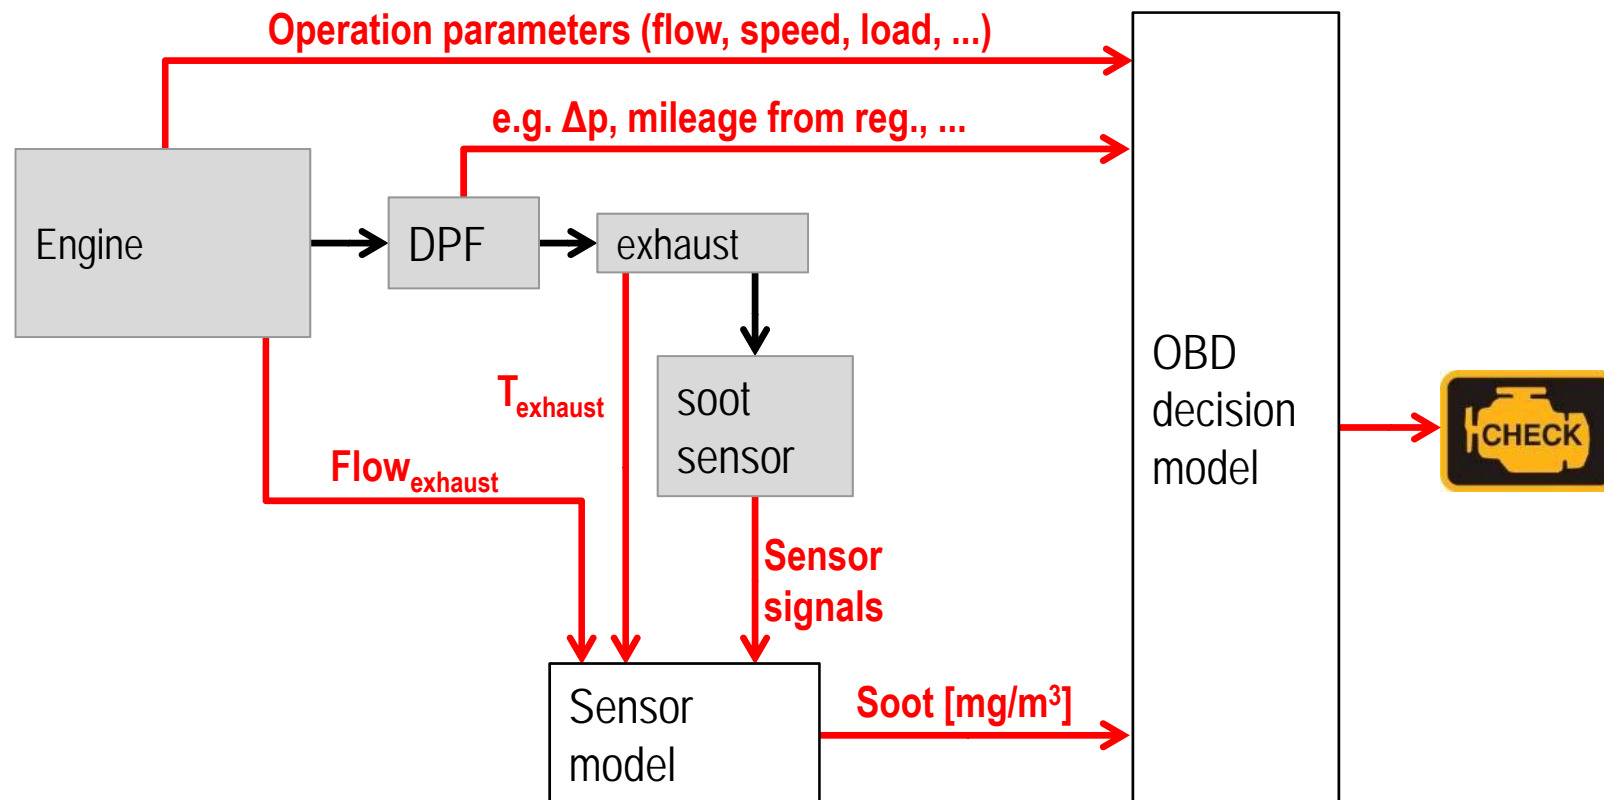 Operation parameters (flow, speed, load, ...)
e.g. Δp, mileage from reg., ...
Engine
DPF
exhaust
T_exhaust
soot
sensor
Flow_exhaust
Sensor
signals
Sensor
model
Soot [mg/m³]
OBD
decision
model
CHECK